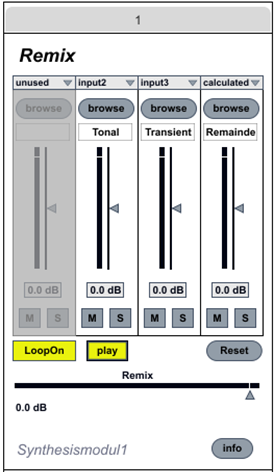 1
Remix
unused input2 input3 calculated
browse browse browse browse
Tonal Transient Remainde
0.0 dB 0.0 dB 0.0 dB 0.0 dB
M S M S M S M S
LoopOn play Reset
Remix
0.0 dB
Synthesismodul1 info